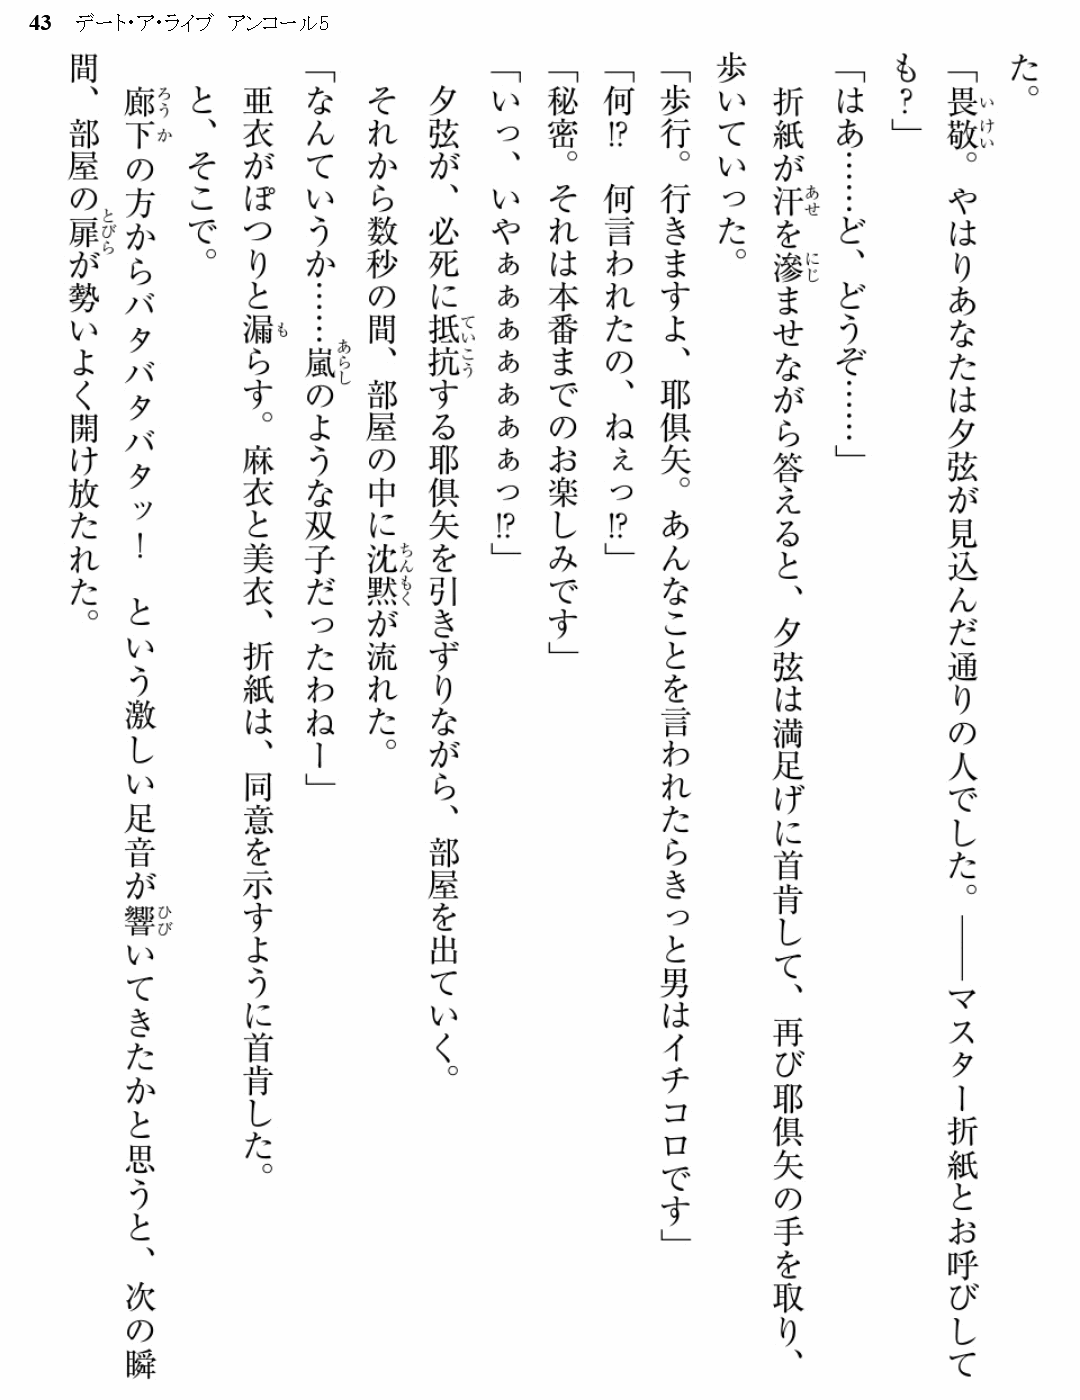 43 デート・ア・ライブ アンコール5
た。
「畏敬。やはりあなたは夕弦が見込んだ通りの人でした。――マスター折紙とお呼びして
も？」
「はあ……ど、どうぞ……」
折紙が汗を滲ませながら答えると、夕弦は満足げに首肯して、再び耶倶矢の手を取り、
歩いていった。
「歩行。行きますよ、耶倶矢。あんなことを言われたらきっと男はイチコロです」
「何!?　何言われたの、ねぇっ!?」
「秘密。それは本番までのお楽しみです」
「いっ、いやぁぁぁぁぁぁぁっ!?」
夕弦が、必死に抵抗する耶倶矢を引きずりながら、部屋を出ていく。
それから数秒の間、部屋の中に沈黙が流れた。
「なんていうか……嵐のような双子だったわねー」
亜衣がぽつりと漏らす。麻衣と美衣、折紙は、同意を示すように首肯した。
と、そこで。
廊下の方からバタバタバタッ！　という激しい足音が響いてきたかと思うと、次の瞬
間、部屋の扉が勢いよく開け放たれた。